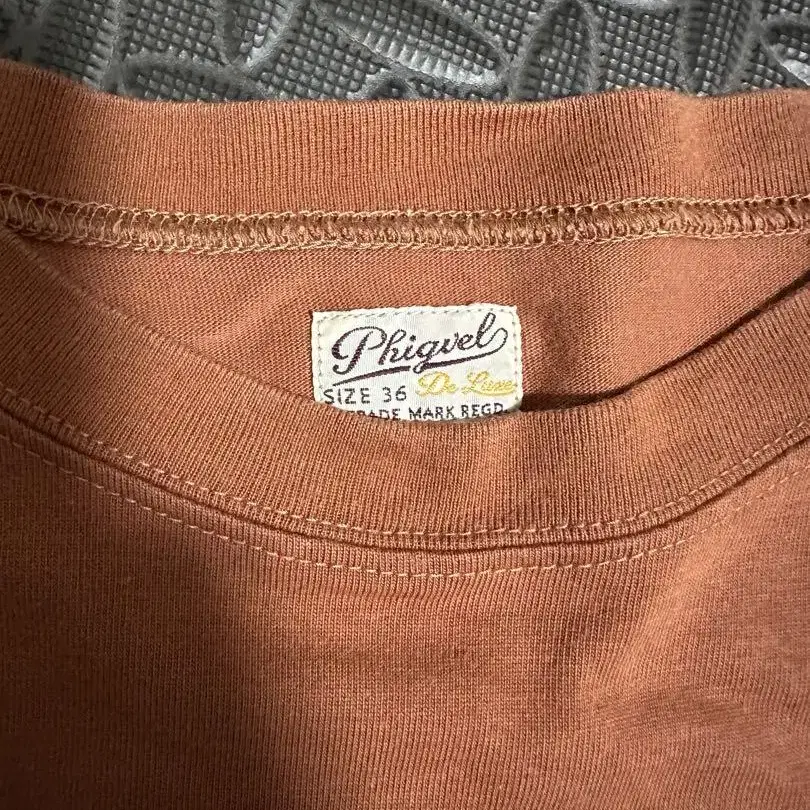 Phigvel
SIZE 36 De Luxe
TRADE MARK REGD.